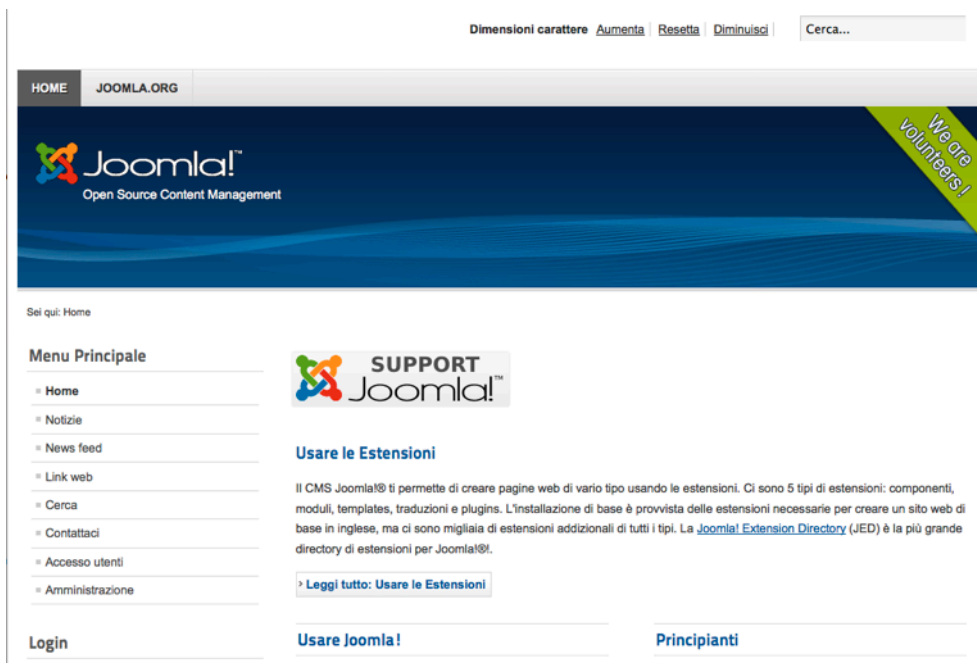 Dimensioni carattere Aumenta Resetta Diminuisci Cerca...
HOME JOOMLA.ORG
We are
volunteers!
Joomla!™
Open Source Content Management
Sei qui: Home
Menu Principale
Home
Notizie
News feed
Link web
Cerca
Contattaci
Accesso utenti
Amministrazione
Login
SUPPORT
Joomla!™
Usare le Estensioni
Il CMS Joomla!® ti permette di creare pagine web di vario tipo usando le estensioni. Ci sono 5 tipi di estensioni: componenti,
moduli, templates, traduzioni e plugins. L'installazione di base è provvista delle estensioni necessarie per creare un sito web di
base in inglese, ma ci sono migliaia di estensioni addizionali di tutti i tipi. La Joomla! Extension Directory (JED) è la più grande
directory di estensioni per Joomla!®!.
Leggi tutto: Usare le Estensioni
Usare Joomla!
Principianti